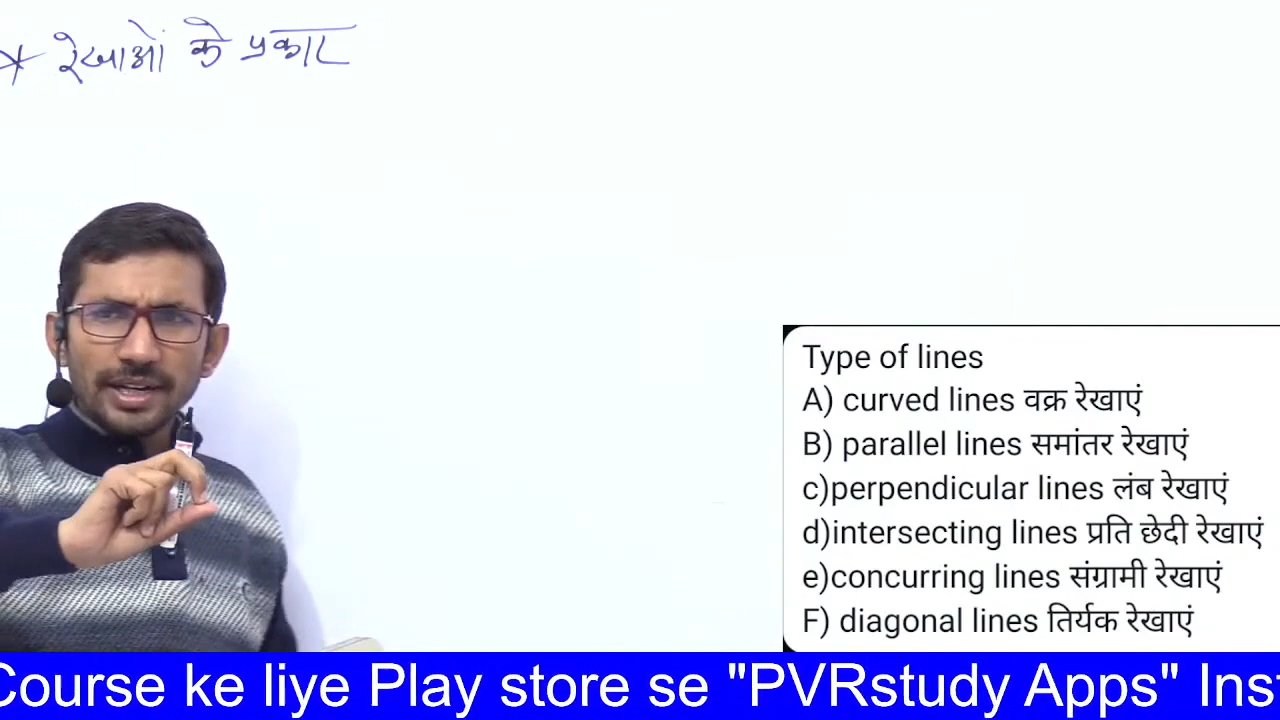 * रेखाओं के प्रकार
Type of lines
A) curved lines वक्र रेखाएं
B) parallel lines समांतर रेखाएं
c)perpendicular lines लंब रेखाएं
d)intersecting lines प्रति छेदी रेखाएं
e)concurring lines संग्रामी रेखाएं
F) diagonal lines तिर्यक रेखाएं
Course ke liye Play store se "PVRstudy Apps" Inst